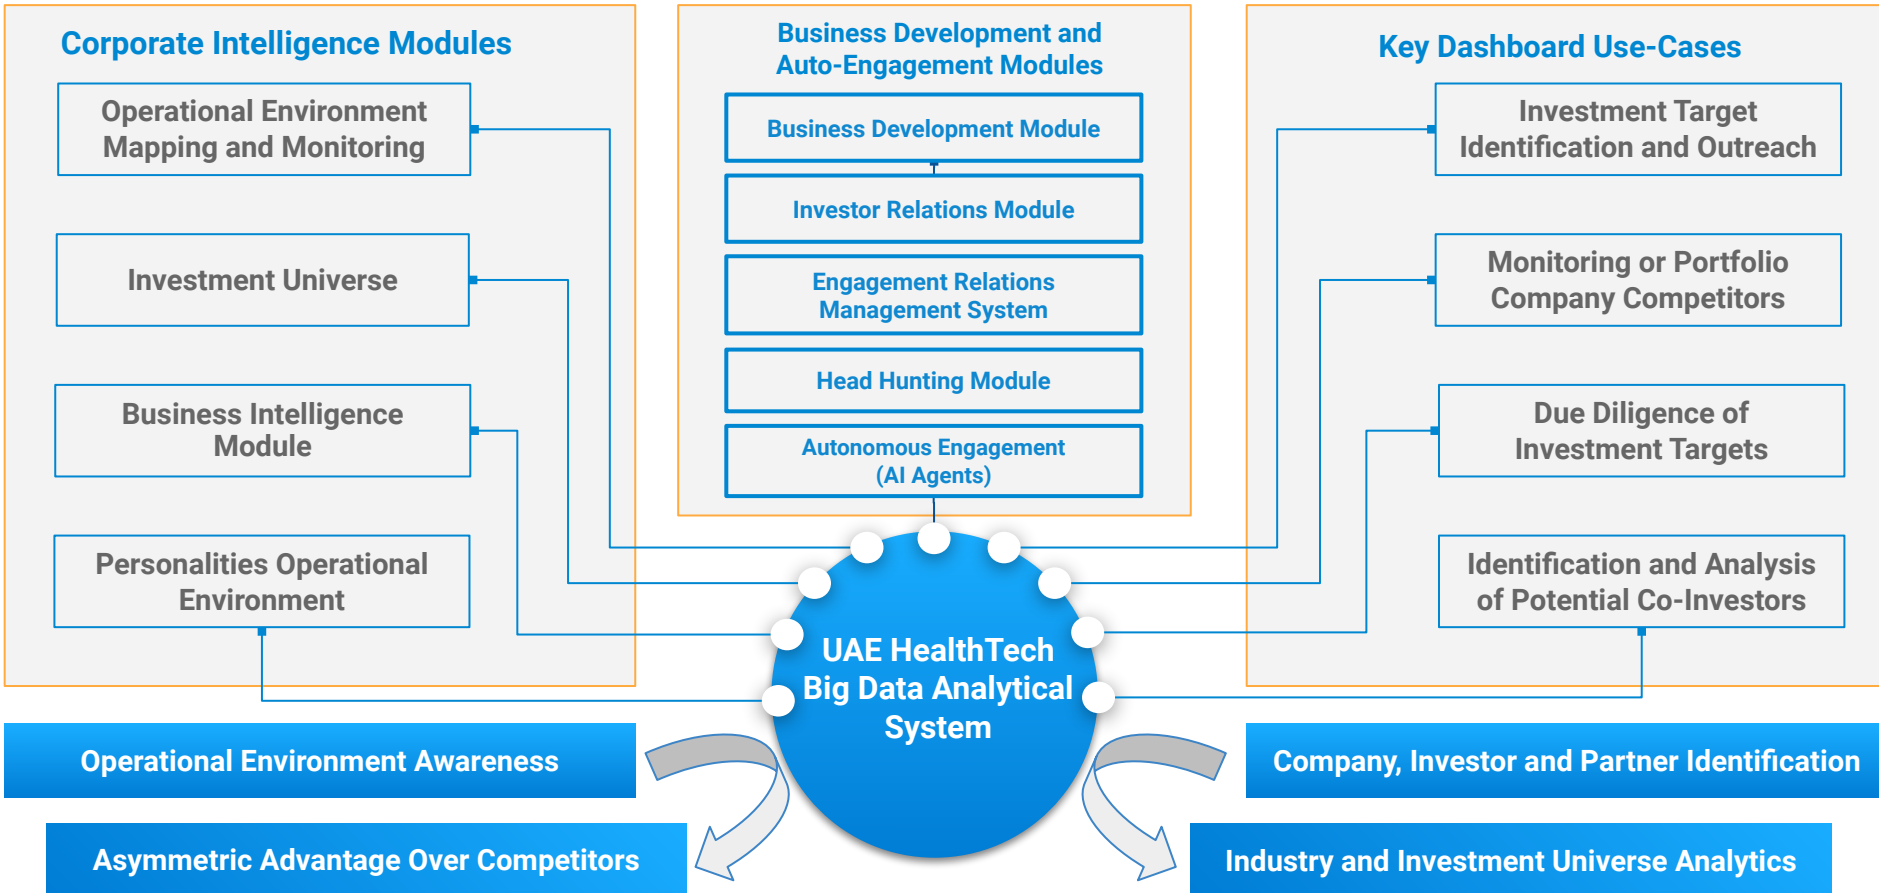 Corporate Intelligence Modules
Operational Environment
Mapping and Monitoring
Investment Universe
Business Intelligence
Module
Personalities Operational
Environment
Business Development and
Auto-Engagement Modules
Business Development Module
Investor Relations Module
Engagement Relations
Management System
Head Hunting Module
Autonomous Engagement
(AI Agents)
Key Dashboard Use-Cases
Investment Target
Identification and Outreach
Monitoring or Portfolio
Company Competitors
Due Diligence of
Investment Targets
Identification and Analysis
of Potential Co-Investors
UAE HealthTech
Big Data Analytical
System
Operational Environment Awareness
Asymmetric Advantage Over Competitors
Company, Investor and Partner Identification
Industry and Investment Universe Analytics